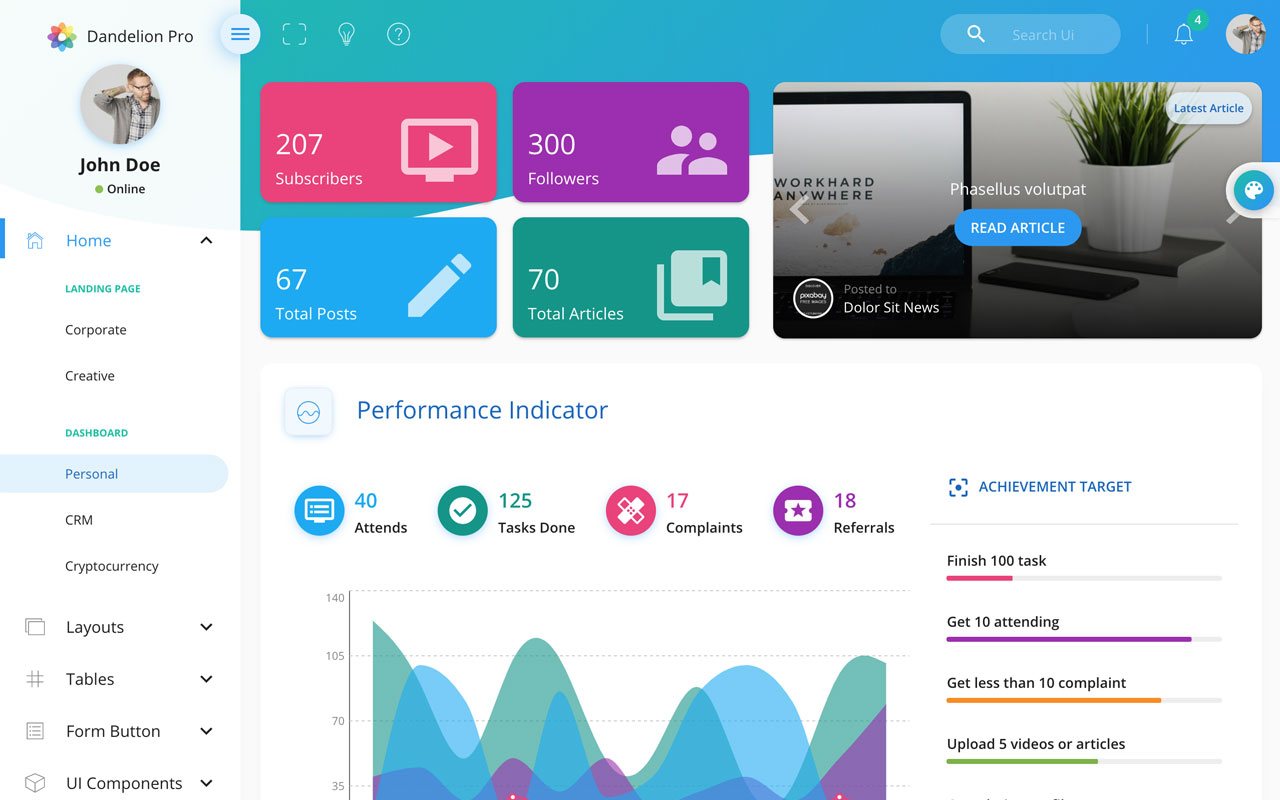 Dandelion Pro
John Doe
Online
Home
LANDING PAGE
Corporate
Creative
DASHBOARD
Personal
CRM
Cryptocurrency
Layouts
Tables
Form Button
UI Components
Search Ui
4
207
Subscribers
300
Followers
67
Total Posts
70
Total Articles
Latest Article
WORKHARD
ANYWHERE
Phasellus volutpat
READ ARTICLE
DISCOVER
pixabay
FREE IMAGES
Posted to
Dolor Sit News
Performance Indicator
40
Attends
125
Tasks Done
17
Complaints
18
Referrals
140
105
70
35
ACHIEVEMENT TARGET
Finish 100 task
Get 10 attending
Get less than 10 complaint
Upload 5 videos or articles